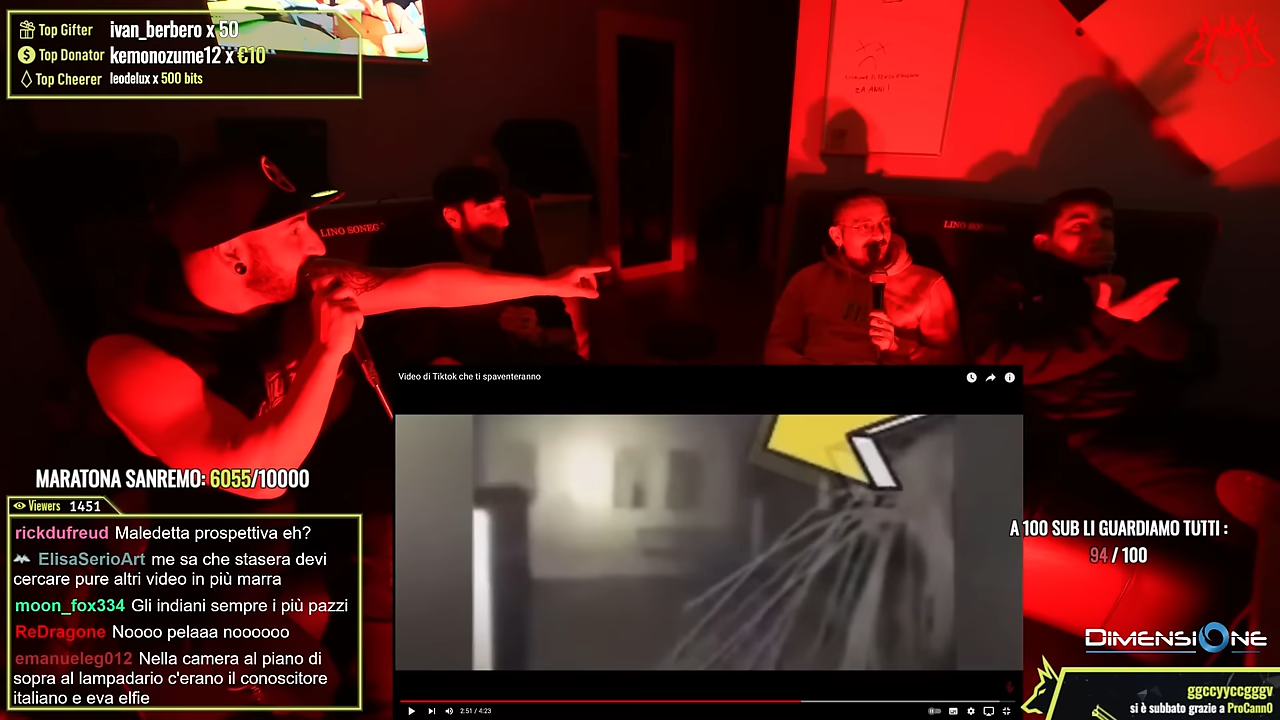 Top Gifter ivan_berbero x 50
Top Donator kemonozume12 x €10
Top Cheerer leodelux x 500 bits
ZA ANNI!
LINO SONEG
LINO
Video di Tiktok che ti spaventeranno
MARATONA SANREMO: 6055/10000
Viewers 1451
rickdufreud Maledetta prospettiva eh?
ElisaSerioArt me sa che stasera devi
cercare pure altri video in più marra
moon_fox334 Gli indiani sempre i più pazzi
ReDragone Noooo pelaaa noooooo
emanueleg012 Nella camera al piano di
sopra al lampadario c'erano il conoscitore
italiano e eva elfie
A 100 SUB LI GUARDIAMO TUTTI :
94 / 100
DIMENSIONE
ggccyyccgggv
si è subbato grazie a ProCann0
2:51 / 4:23